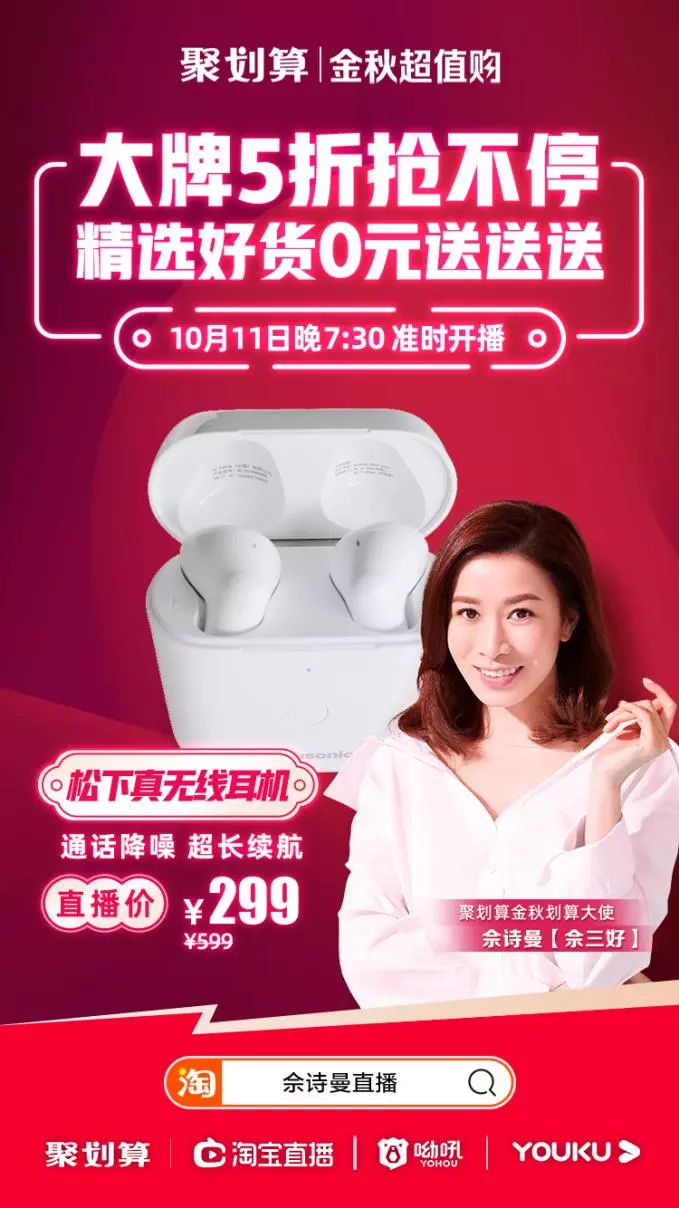 聚划算|金秋超值购
大牌5折抢不停
精选好货0元送送送
10月11日晚7:30 准时开播
松下真无线耳机
通话降噪 超长续航
直播价 ¥299
¥599
聚划算金秋划算大使
佘诗曼【佘三好】
淘 佘诗曼直播
聚划算 淘宝直播 呦吼 YOHOU YOUKU